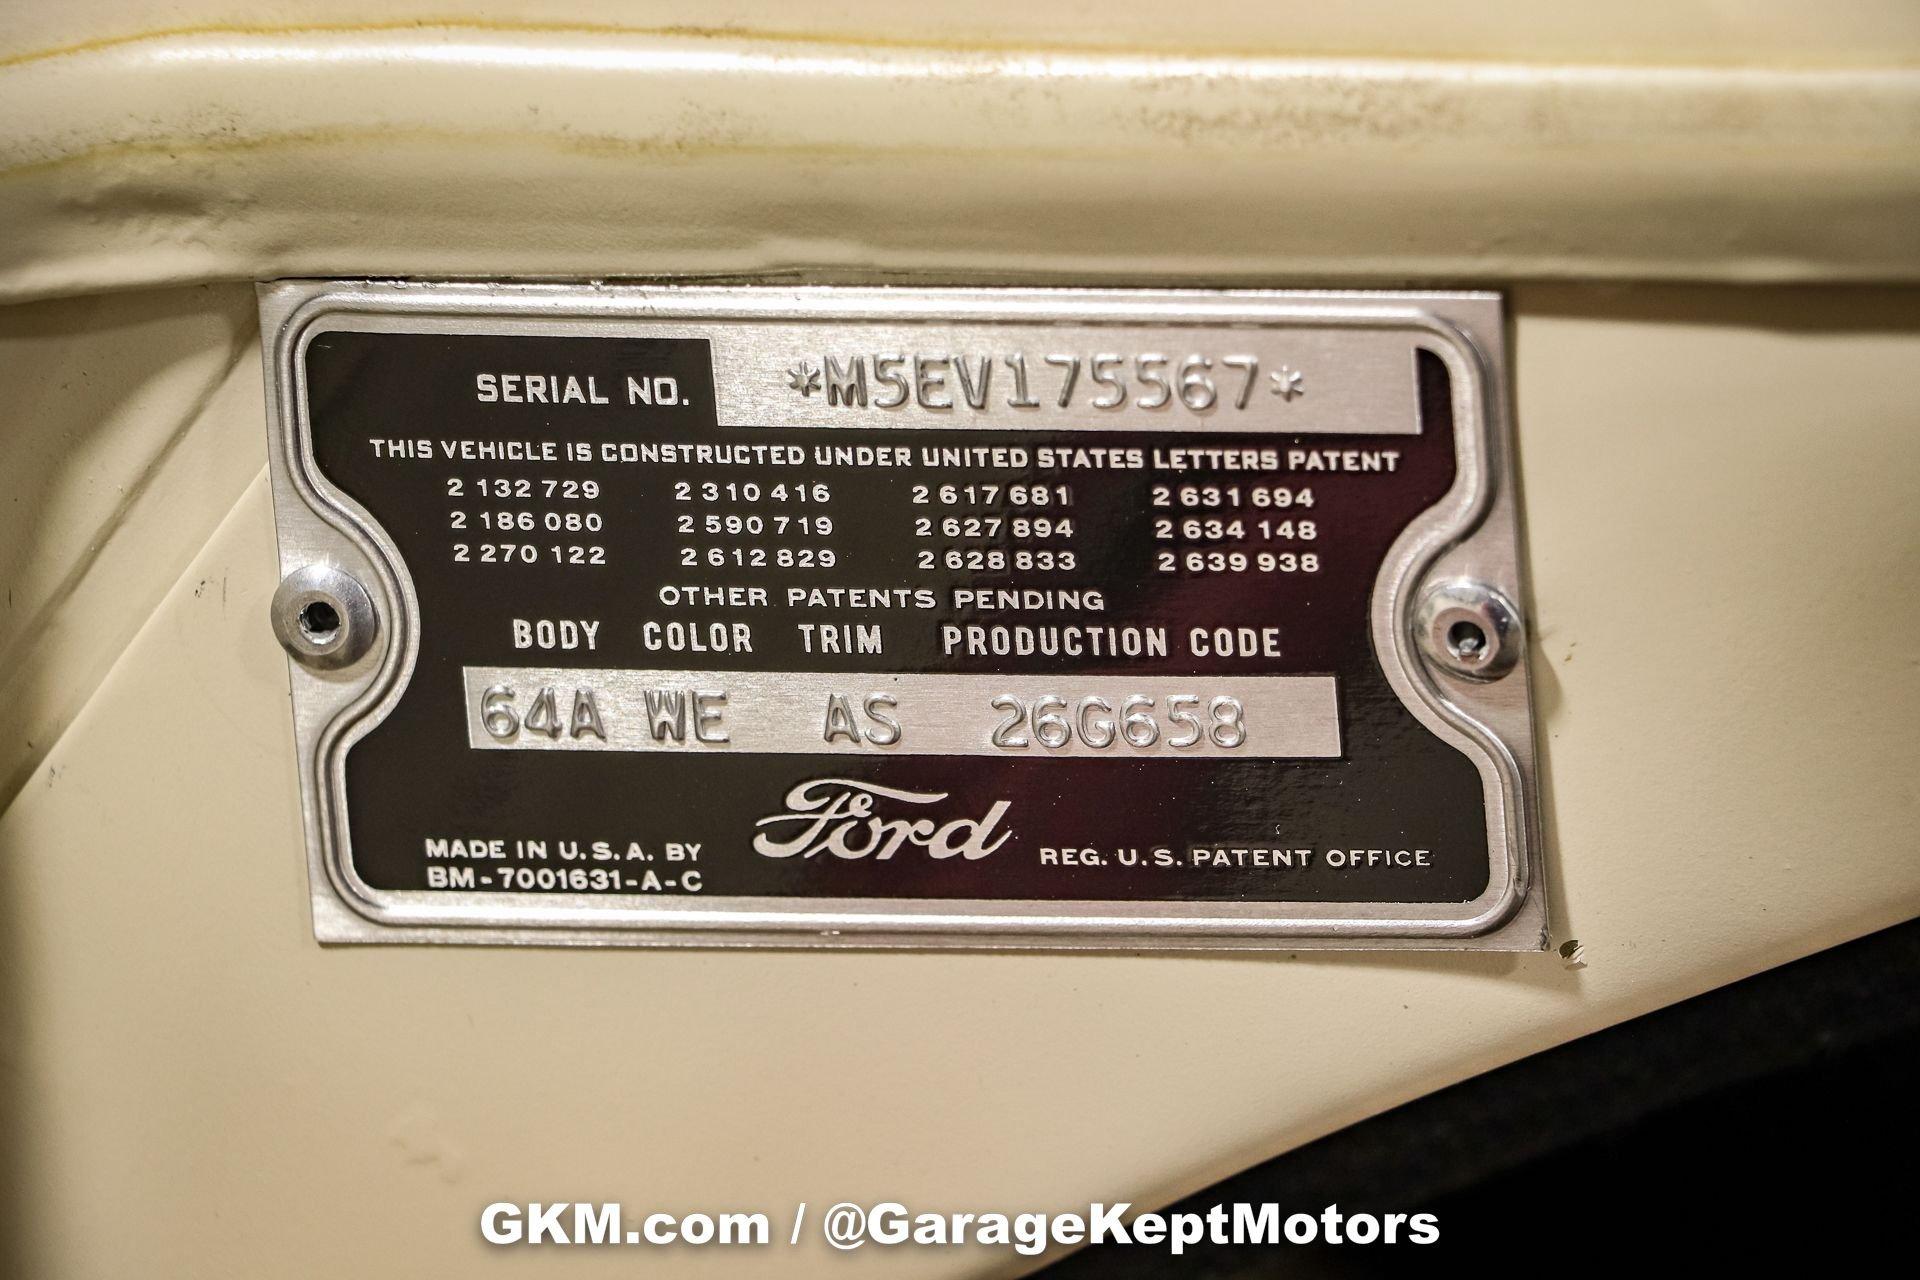 SERIAL NO. *M5EV175567*
THIS VEHICLE IS CONSTRUCTED UNDER UNITED STATES LETTERS PATENT
2 132 729 2 310 416 2 617 681 2 631 694
2 186 080 2 590 719 2 627 894 2 634 148
2 270 122 2 612 829 2 628 833 2 639 938
OTHER PATENTS PENDING
BODY COLOR TRIM PRODUCTION CODE
64A WE AS 26G658
MADE IN U.S.A. BY Ford REG. U.S. PATENT OFFICE
BM-7001631-A-C
GKM.com / @GarageKeptMotors